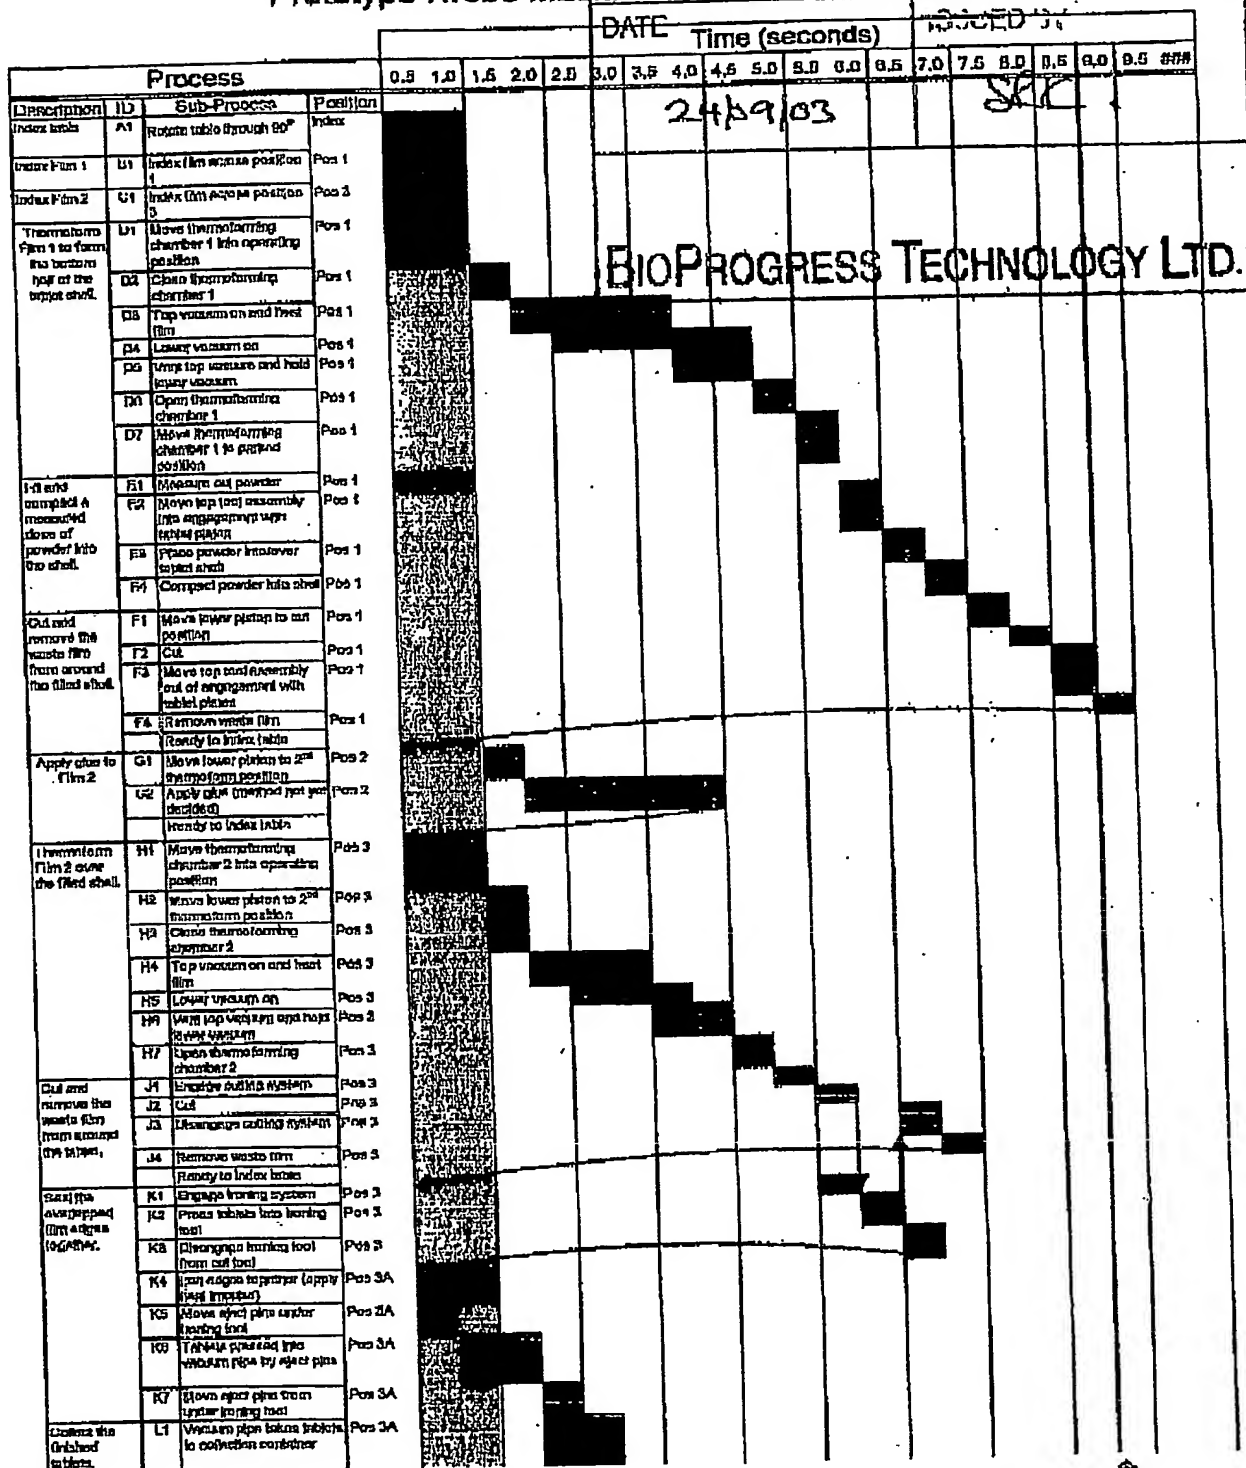 DATE
ISSUED BY
Time (seconds)
Process
0.5 1.0 1.5 2.0 2.5 3.0 3.5 4.0 4.5 5.0 5.5 6.0 6.5 7.0 7.5 8.0 8.5 9.0 9.5 ###
Description ID Sub-Process Position
24/09/03
Index table A1 Rotate table through 90° Index
Index Film 1 B1 Index film across position 1 Pos 1
Index Film 2 C1 Index film across position 3 Pos 3
Thermoform Film 1 to form the bottom half of the tablet shell.
D1 Move thermoforming chamber 1 into operating position Pos 1
BIOPROGRESS TECHNOLOGY LTD.
D2 Close thermoforming chamber 1 Pos 1
D3 Top vacuum on and heat film Pos 1
D4 Lower vacuum on Pos 1
D5 Vent top vacuum and hold lower vacuum Pos 1
D6 Open thermoforming chamber 1 Pos 1
D7 Move thermoforming chamber 1 to parked position Pos 1
Fill and compact a measured dose of powder into the shell.
E1 Measure out powder Pos 1
E2 Move top tool assembly into engagement with tablet platen Pos 1
E3 Place powder into/over tablet shell Pos 1
E4 Compact powder into shell Pos 1
Cut and remove the waste film from around the filled shell.
F1 Move lower piston to cut position Pos 1
F2 Cut Pos 1
F3 Move top tool assembly out of engagement with tablet platen Pos 1
F4 Remove waste film Pos 1
Ready to index table
Apply glue to Film 2
G1 Move lower piston to 2nd thermoform position Pos 2
G2 Apply glue (method not yet decided) Pos 2
Ready to index table
Thermoform Film 2 over the filled shell.
H1 Move thermoforming chamber 2 into operating position Pos 3
H2 Move lower piston to 2nd thermoform position Pos 3
H3 Close thermoforming chamber 2 Pos 3
H4 Top vacuum on and heat film Pos 3
H5 Lower vacuum on Pos 3
H6 Vent top vacuum and hold lower vacuum Pos 3
H7 Open thermoforming chamber 2 Pos 3
Cut and remove the waste film from around the tablet.
J1 Engage cutting system Pos 3
J2 Cut Pos 3
J3 Disengage cutting system Pos 3
J4 Remove waste film Pos 3
Ready to index table
Seal the overlapped film edges together.
K1 Engage ironing system Pos 3
K2 Press tablets into ironing tool Pos 3
K3 Disengage ironing tool from cut tool Pos 3
K4 Iron edges together (apply heat Pos 3A
K5 Move eject pins under ironing tool Pos 3A
K6 Tablets pressed into vacuum pipe by eject pins Pos 3A
K7 Move eject pins from under ironing tool Pos 3A
Collect the finished tablets.
L1 Vacuum pipe takes tablets to collection container Pos 3A